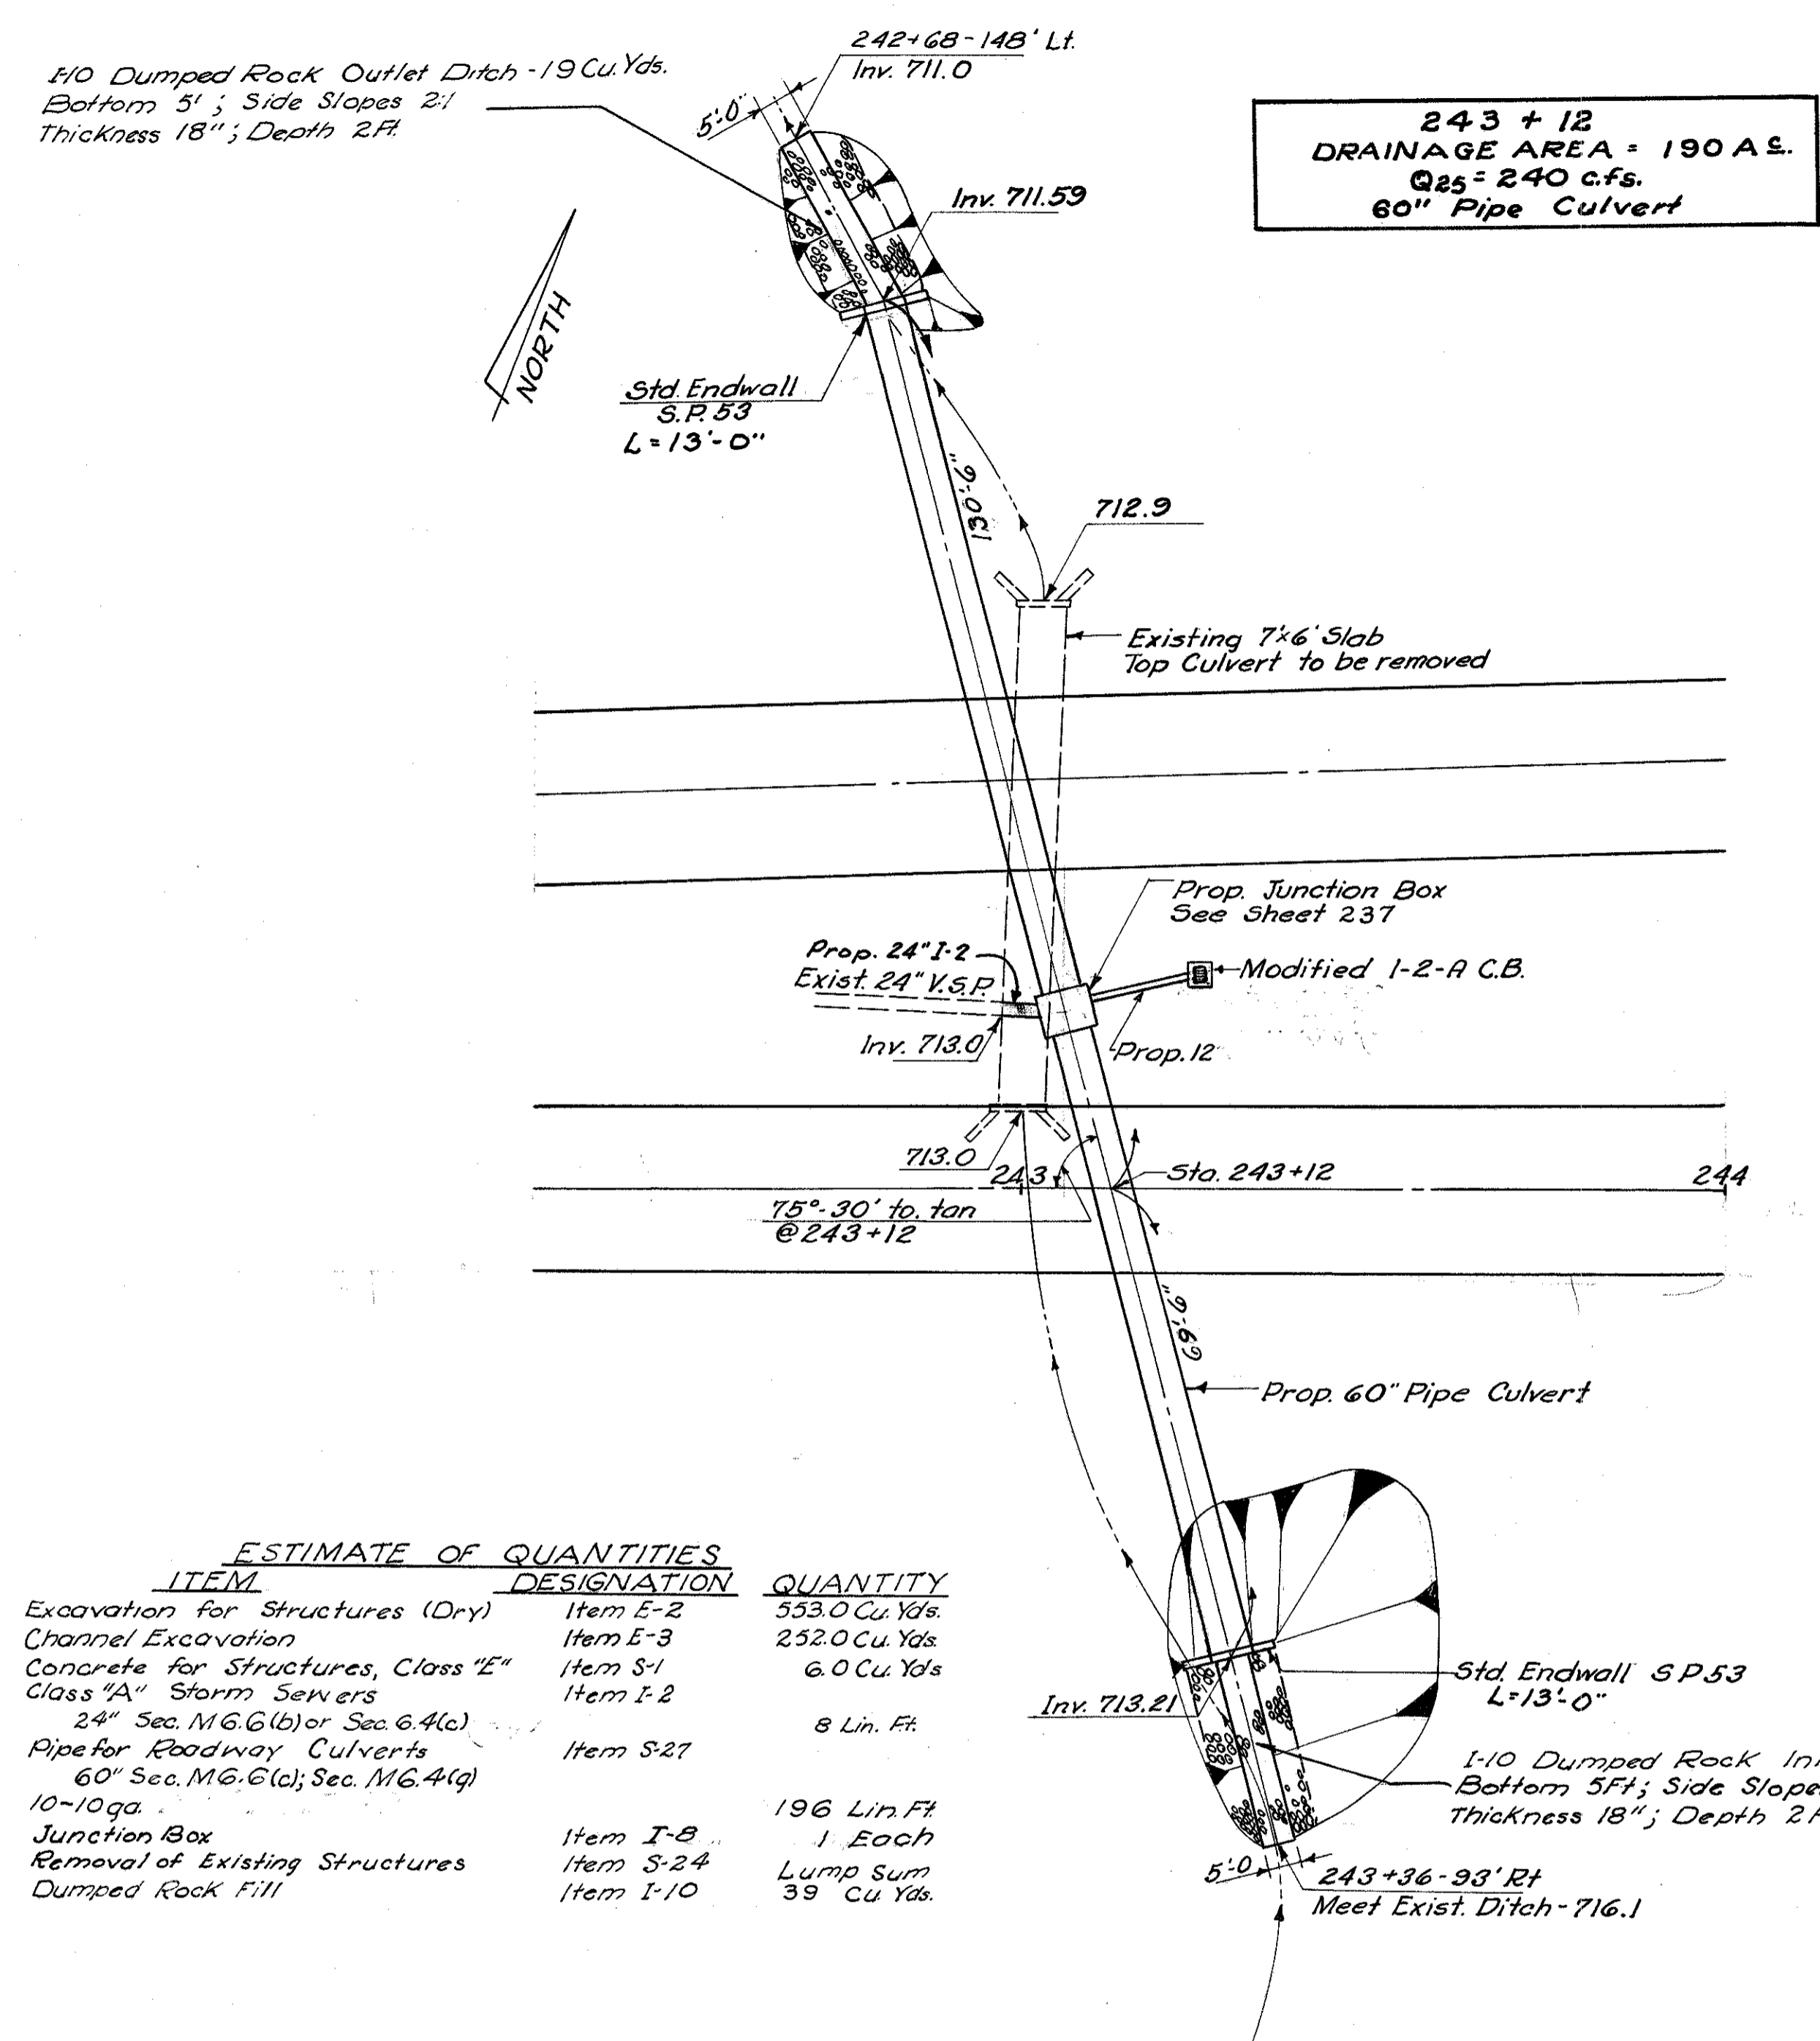 242+68-148' Lt.
Inv. 711.0
I-10 Dumped Rock Outlet Ditch -19 Cu. Yds.
Bottom 5'; Side Slopes 2:1
Thickness 18"; Depth 2 Ft.
5'-0"
243 + 12
DRAINAGE AREA = 190 Ac.
Q25 = 240 c.f.s.
60" Pipe Culvert
Inv. 711.59
NORTH
Std. Endwall
S.P. 53
L = 13'-0"
130'-6"
712.9
Existing 7'x6' Slab
Top Culvert to be removed
Prop. Junction Box
See Sheet 237
Prop. 24" I-2
Exist. 24" V.S.P.
Modified I-2-A C.B.
Inv. 713.0
Prop. 12"
713.0
243
Sta. 243+12
244
75°-30' to. tan
@ 243+12
69'-6"
Prop. 60" Pipe Culvert
ESTIMATE OF QUANTITIES
ITEM DESIGNATION QUANTITY
Excavation for Structures (Dry) Item E-2 553.0 Cu. Yds.
Channel Excavation Item E-3 252.0 Cu. Yds.
Concrete for Structures, Class "E" Item S-1 6.0 Cu. Yds
Class "A" Storm Sewers Item I-2
24" Sec. M6.6(b) or Sec. 6.4(c) 8 Lin. Ft.
Pipe for Roadway Culverts Item S-27
60" Sec. M6.6(c); Sec. M6.4(g)
10-10 ga. 196 Lin. Ft.
Junction Box Item I-8 1 Each
Removal of Existing Structures Item S-24 Lump Sum
Dumped Rock Fill Item I-10 39 Cu. Yds.
Std. Endwall S P. 53
L=13'-0"
Inv. 713.21
I-10 Dumped Rock
Bottom 5Ft; Side
Thickness 18"; Depth 2
5'-0
243+36-93' Rt
Meet Exist. Ditch-716.1